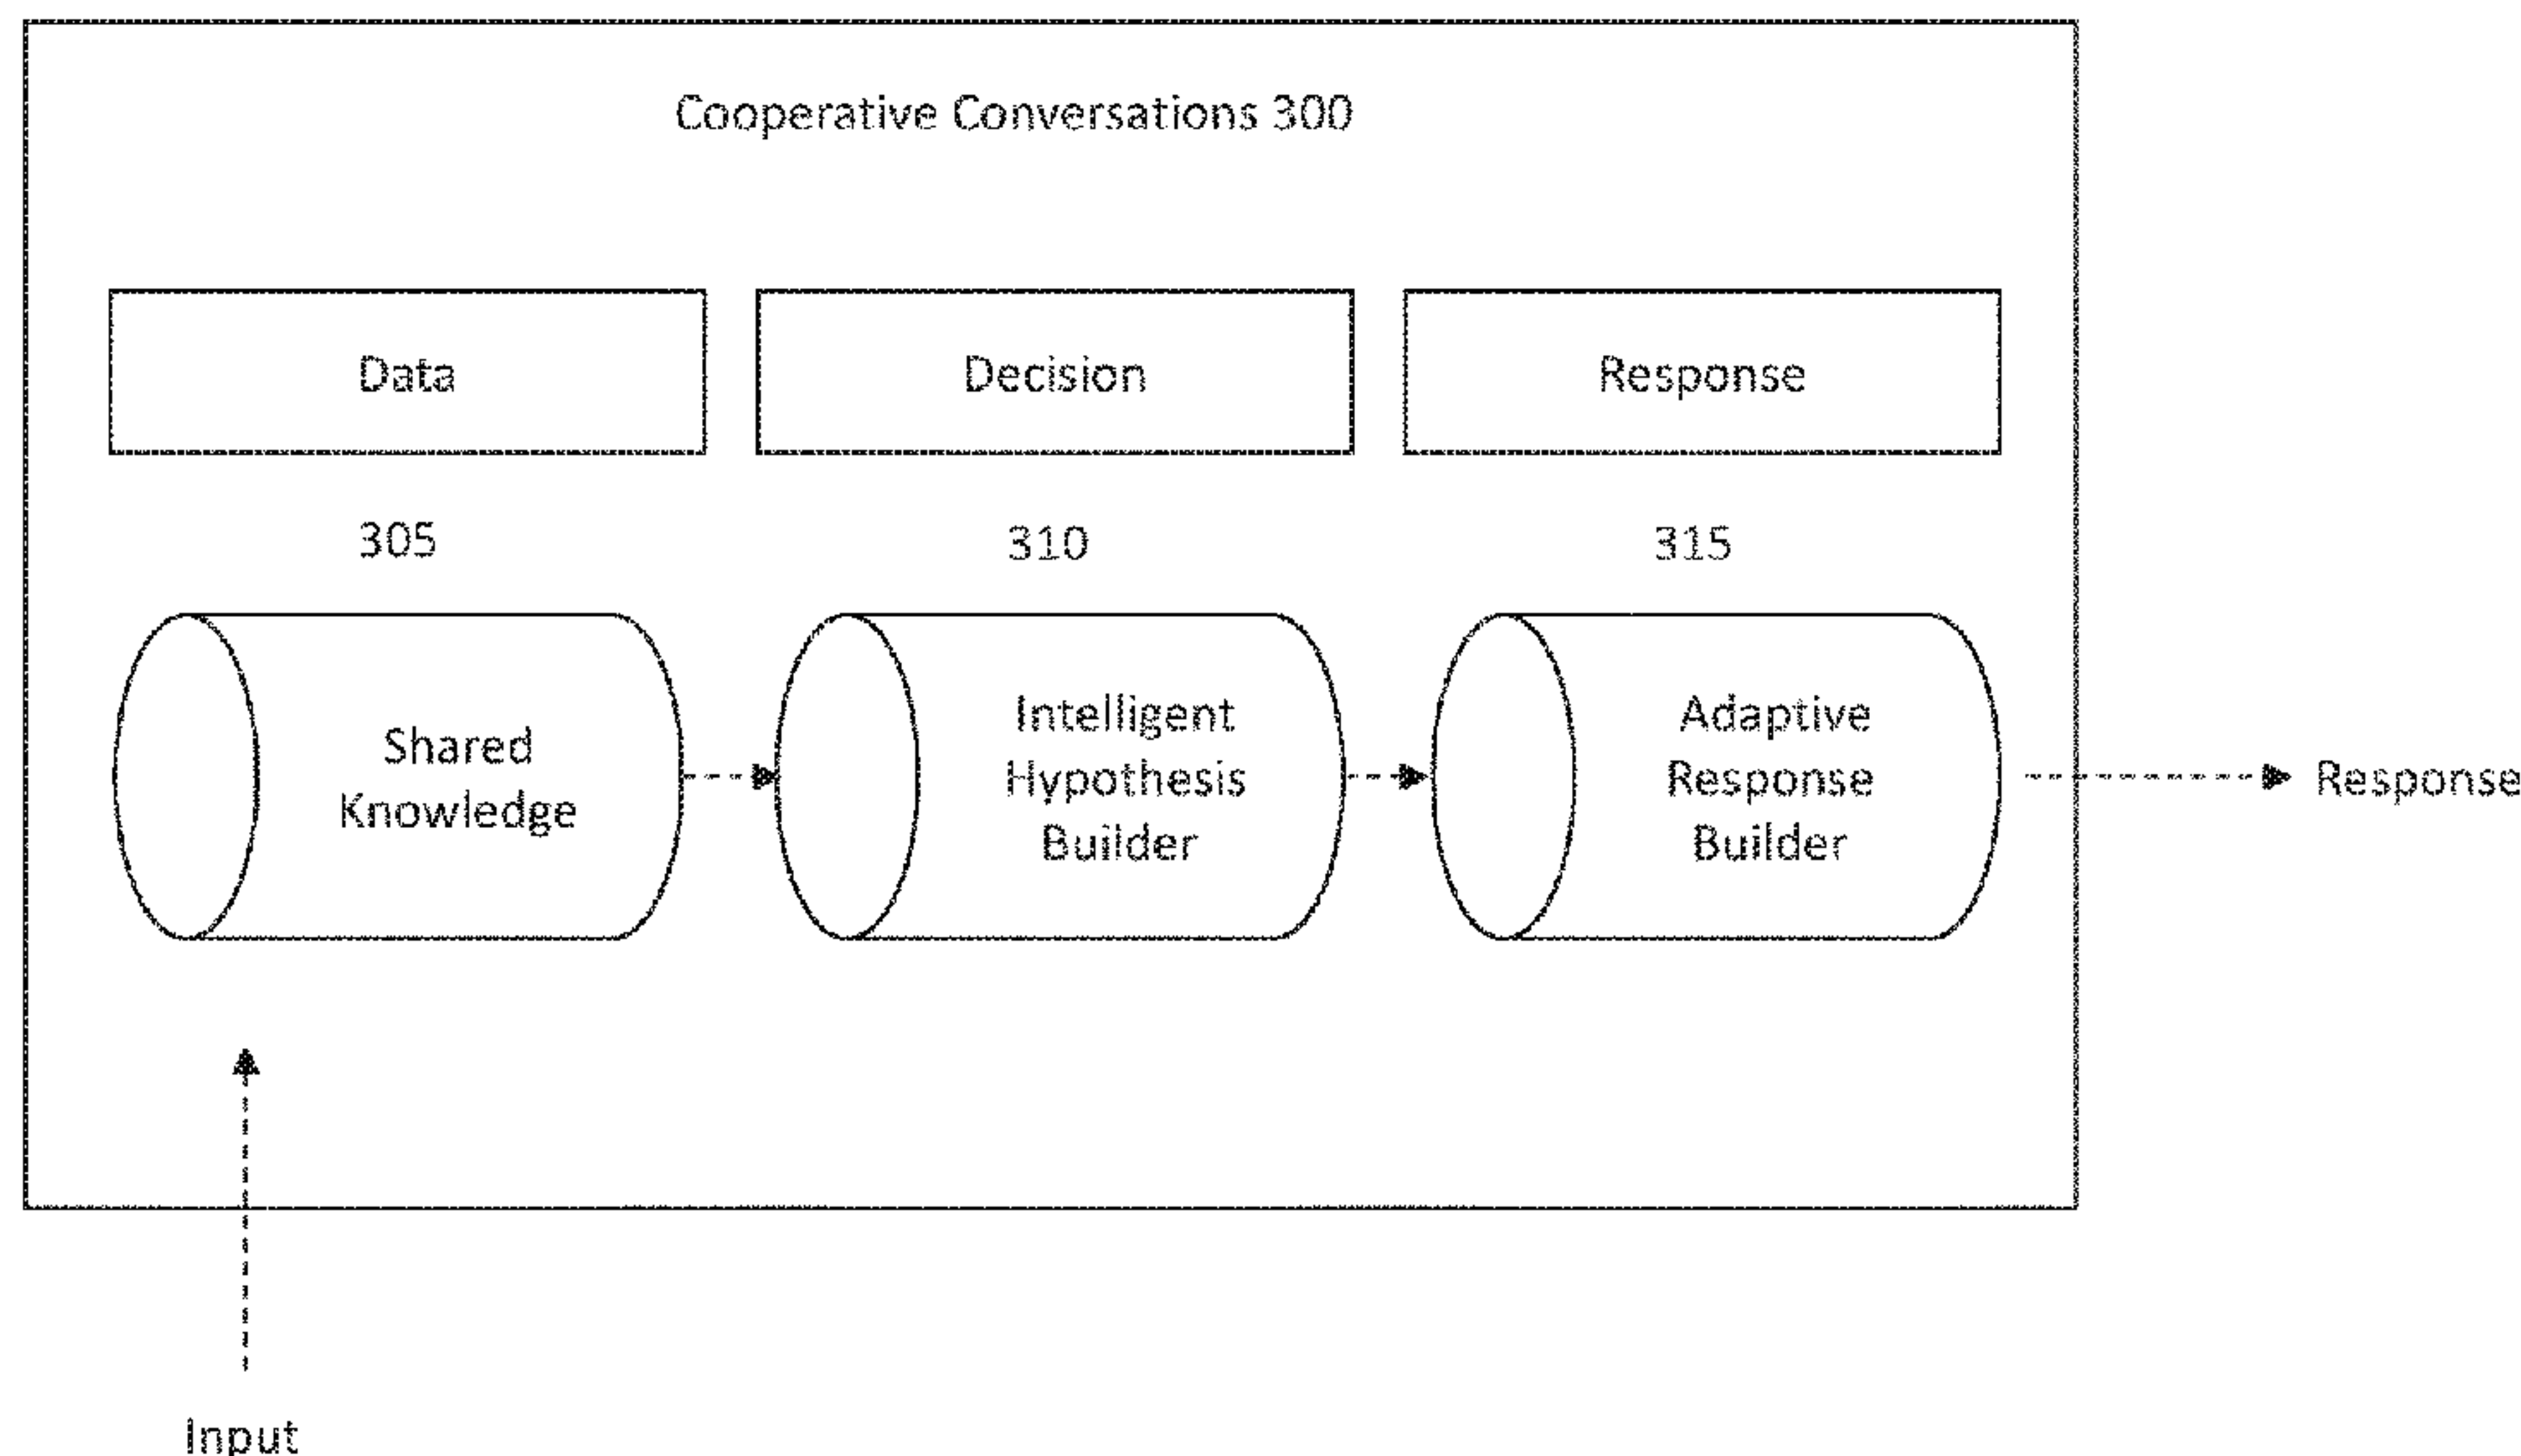 Cooperative Conversations 300
Data
Decision
Response
305
310
315
Shared
Knowledge
Intelligent
Hypothesis
Builder
Adaptive
Response
Builder
Response
Input